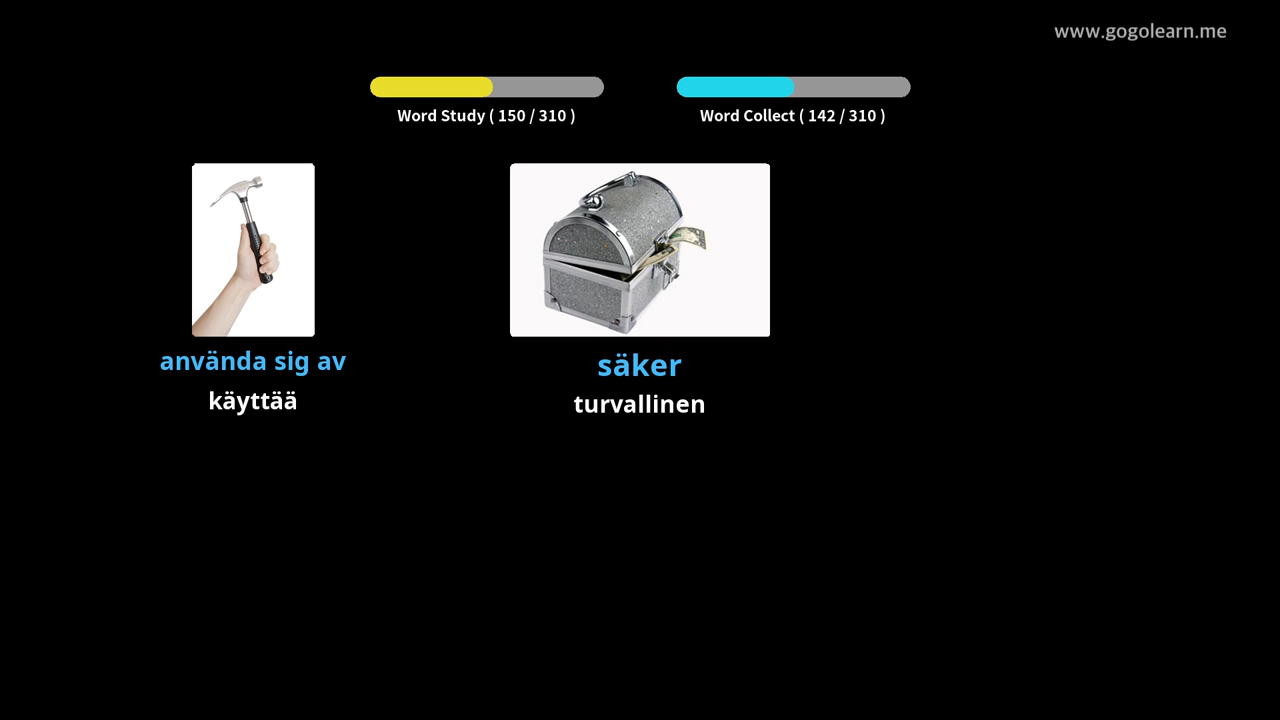 www.gogolearn.me
Word Study ( 150 / 310 )
Word Collect ( 142 / 310 )
använda sig av
käyttää
säker
turvallinen